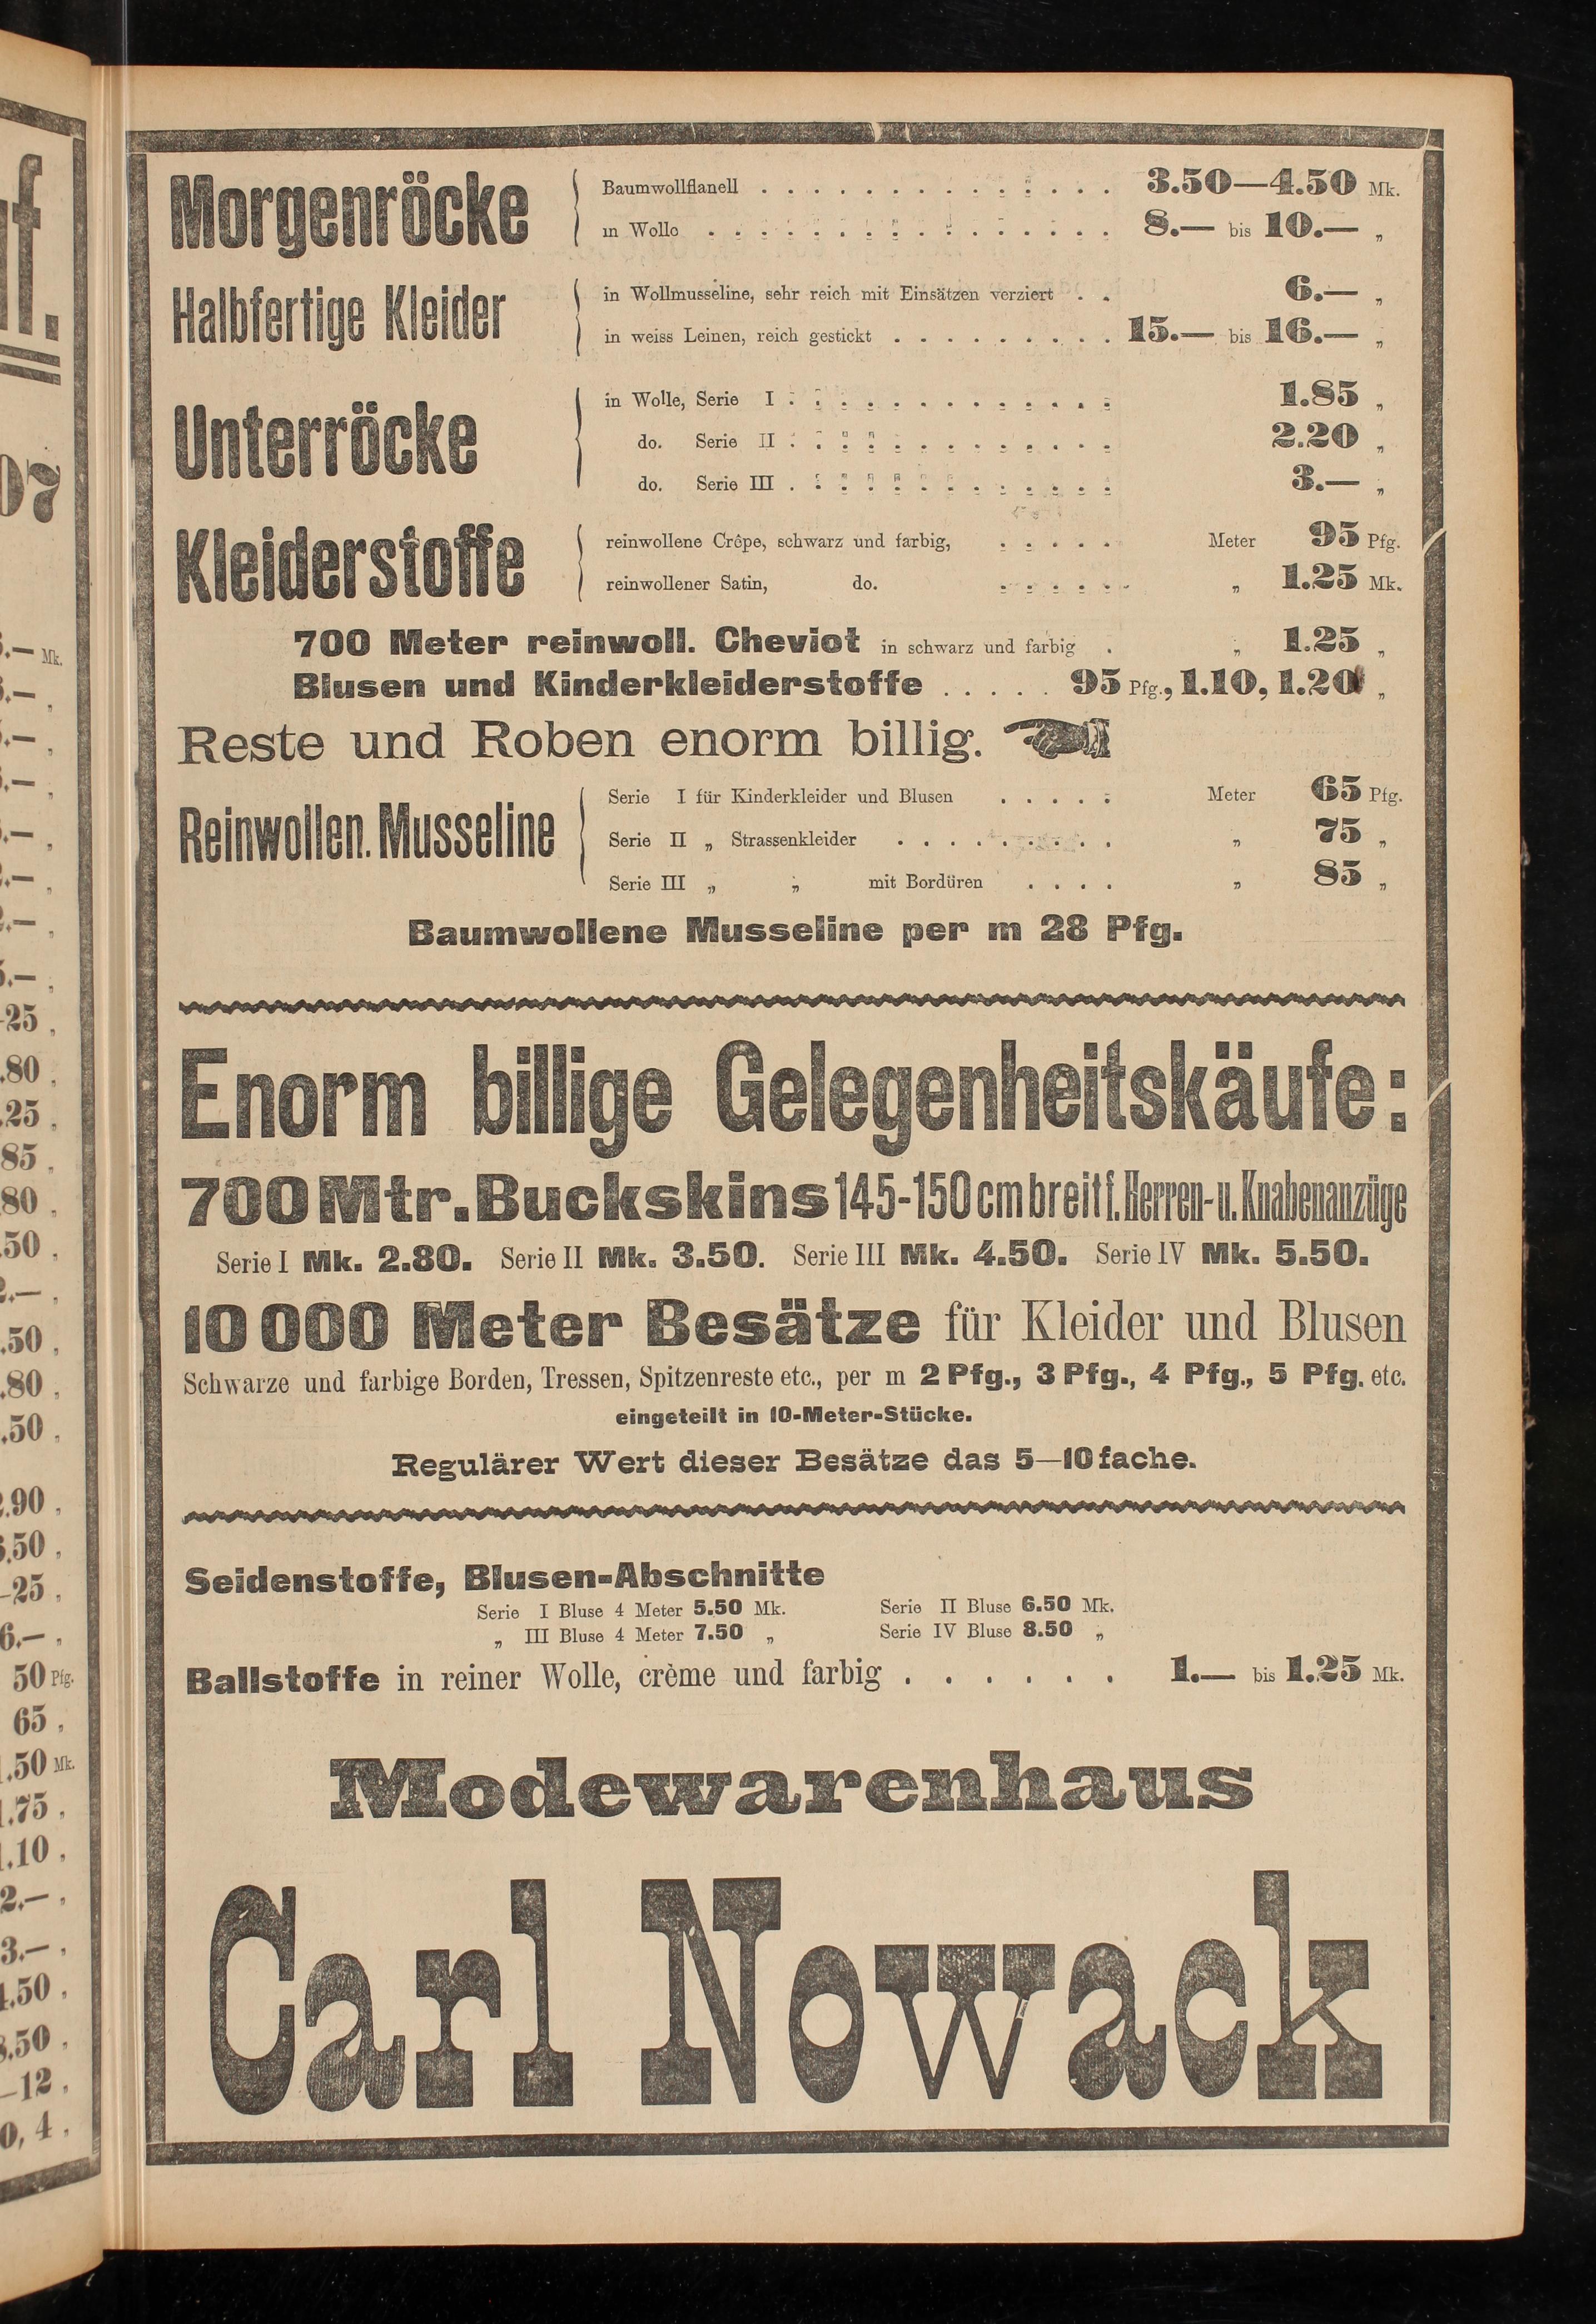 Morgenröcke
Baumwollflanell . . . . . . . . . . . . . . 3.50—4.50 Mk.
in Wolle . . . . . . . . . . . . . . . . 8.— bis 10.— „
Halbfertige Kleider
in Wollmusseline, sehr reich mit Einsätzen verziert . . 6.— „
in weiss Leinen, reich gestickt . . . . . . . . . 15.— bis 16.— „
Unterröcke
in Wolle, Serie I . . . . . . . . . . . . . 1.85 „
do. Serie II . . . . . . . . . . . . . 2.20 „
do. Serie III . . . . . . . . . . . . . 3.— „
Kleiderstoffe
reinwollene Crêpe, schwarz und farbig, . . . . . Meter 95 Pfg.
reinwollener Satin, do. . . . . . . „ 1.25 Mk.
700 Meter reinwoll. Cheviot in schwarz und farbig . „ 1.25 „
Blusen und Kinderkleiderstoffe . . . . . 95 Pfg., 1.10, 1.20 „
Reste und Roben enorm billig.
Reinwollen. Musseline
Serie I für Kinderkleider und Blusen . . . . . Meter 65 Pfg.
Serie II „ Strassenkleider . . . . . . . . . „ 75 „
Serie III „ „ mit Bordüren . . . . „ 85 „
Baumwollene Musseline per m 28 Pfg.
Enorm billige Gelegenheitskäufe:
700 Mtr. Buckskins 145-150 cm breit f. Herren- u. Knabenanzüge
Serie I Mk. 2.80. Serie II Mk. 3.50. Serie III Mk. 4.50. Serie IV Mk. 5.50.
10 000 Meter Besätze für Kleider und Blusen
Schwarze und farbige Borden, Tressen, Spitzenreste etc., per m 2 Pfg., 3 Pfg., 4 Pfg., 5 Pfg. etc.
eingeteilt in 10-Meter-Stücke.
Regulärer Wert dieser Besätze das 5—10fache.
Seidenstoffe, Blusen-Abschnitte
Serie I Bluse 4 Meter 5.50 Mk. Serie II Bluse 6.50 Mk.
„ III Bluse 4 Meter 7.50 „ Serie IV Bluse 8.50 „
Ballstoffe in reiner Wolle, crème und farbig . . . . . . 1.— bis 1.25 Mk.
Modewarenhaus
Carl Nowack